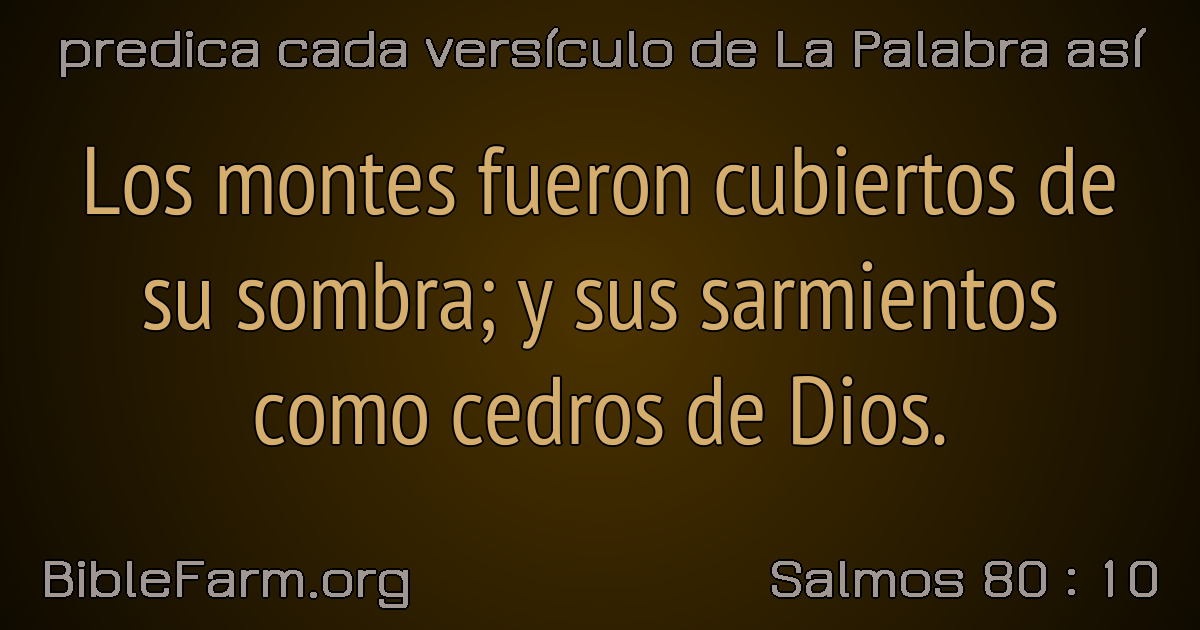 predica cada versículo de La Palabra así
Los montes fueron cubiertos de
su sombra; y sus sarmientos
como cedros de Dios.
BibleFarm.org
Salmos 80 : 10